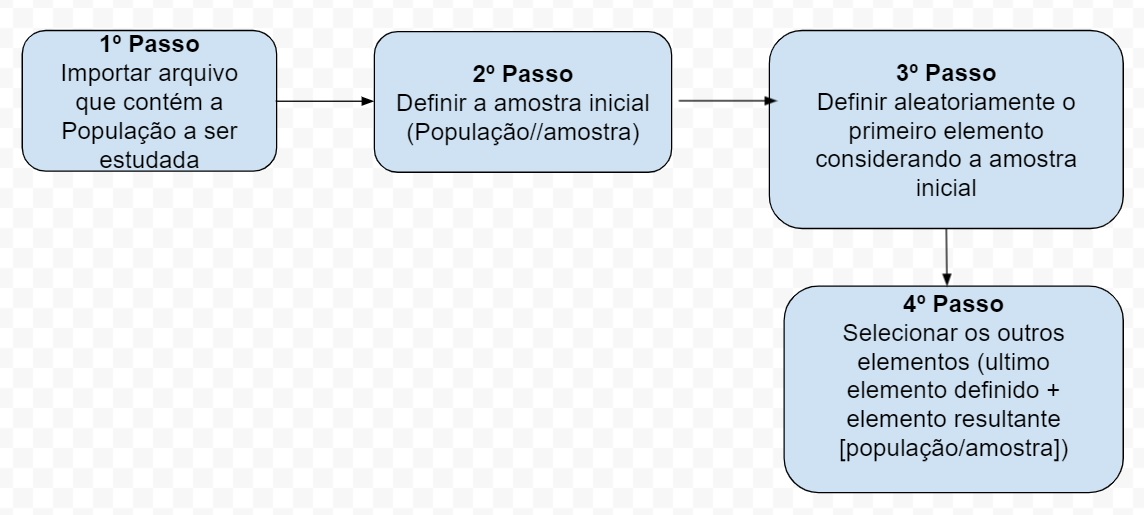 1º Passo
Importar arquivo
que contém a
População a ser
estudada
2º Passo
Definir a amostra inicial
(População//amostra)
3º Passo
Definir aleatoriamente o
primeiro elemento
considerando a amostra
inicial
4º Passo
Selecionar os outros
elementos (ultimo
elemento definido +
elemento resultante
[população/amostra])